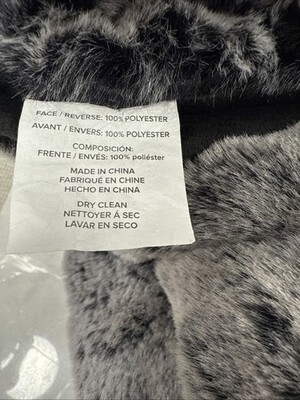 FACE / REVERSE: 100% POLYESTER
AVANT / ENVERS: 100% POLYESTER
COMPOSICIÓN:
FRENTE / ENVÉS: 100% poliéster
MADE IN CHINA
FABRIQUÉ EN CHINE
HECHO EN CHINA
DRY CLEAN
NETTOYER Á SEC
LAVAR EN SECO